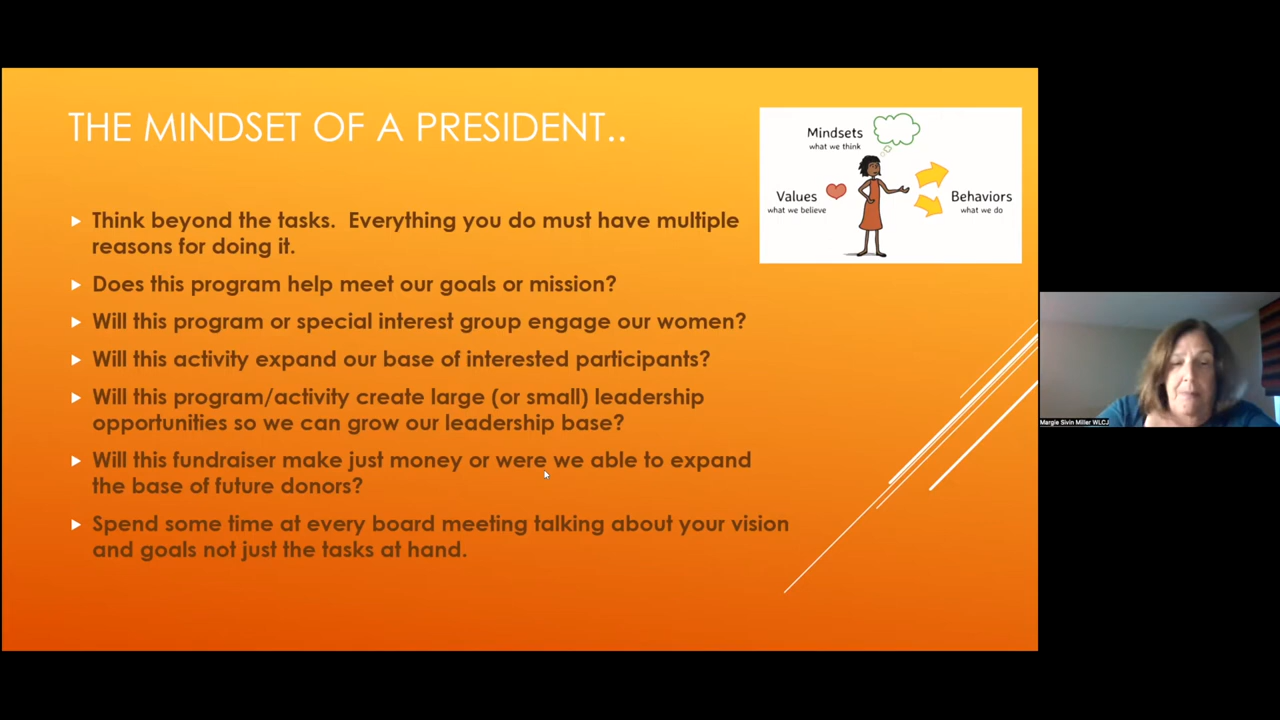 THE MINDSET OF A PRESIDENT..
Mindsets
what we think
Values
what we believe
Behaviors
what we do
Think beyond the tasks.  Everything you do must have multiple
reasons for doing it.
Does this program help meet our goals or mission?
Will this program or special interest group engage our women?
Will this activity expand our base of interested participants?
Will this program/activity create large (or small) leadership
opportunities so we can grow our leadership base?
Will this fundraiser make just money or were we able to expand
the base of future donors?
Spend some time at every board meeting talking about your vision
and goals not just the tasks at hand.
Margie Sivin Miller WLCJ